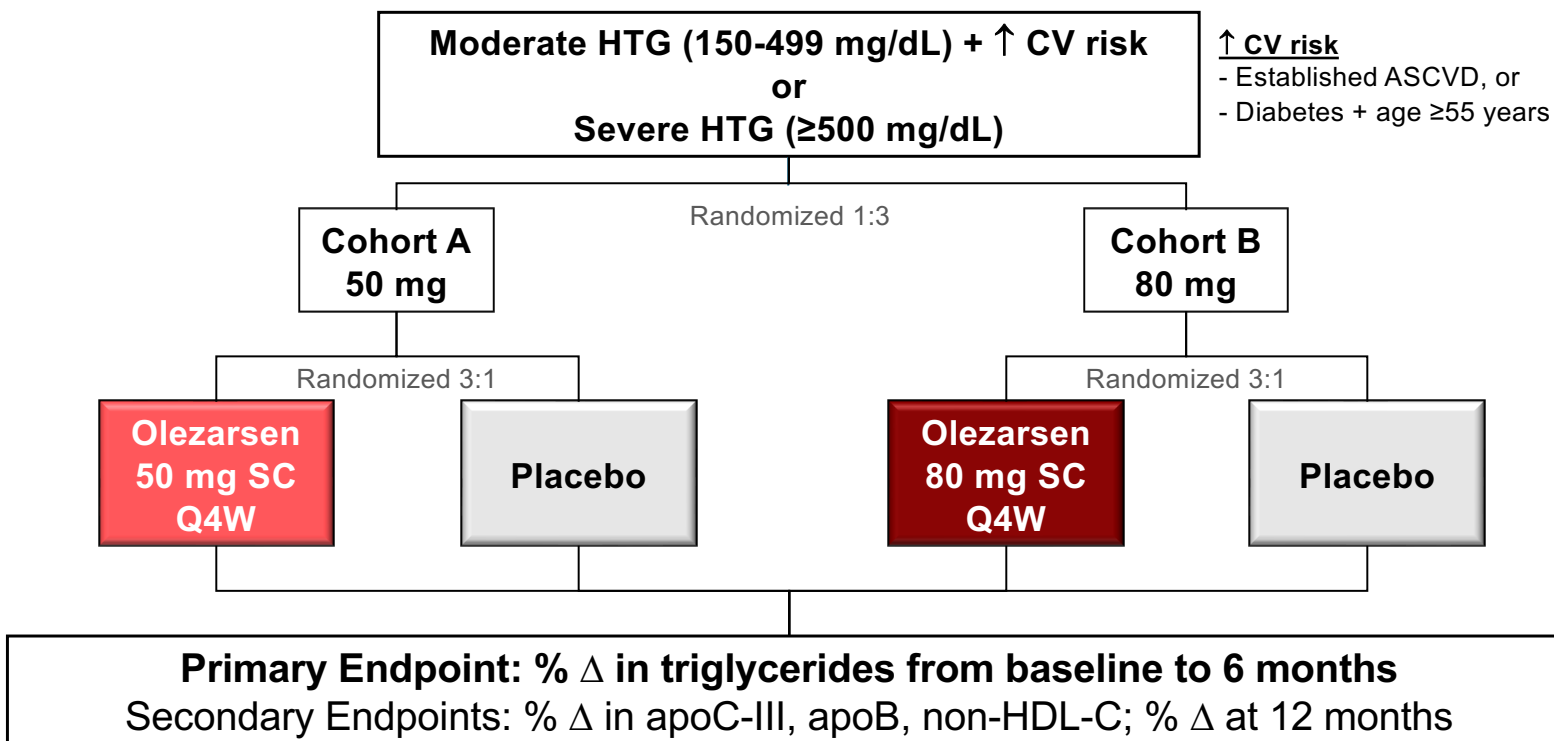 Moderate HTG (150-499 mg/dL) + ↑ CV risk
or
Severe HTG (≥500 mg/dL)
↑ CV risk
- Established ASCVD, or
- Diabetes + age ≥55 years
Randomized 1:3
Cohort A
50 mg
Cohort B
80 mg
Randomized 3:1
Randomized 3:1
Olezarsen
50 mg SC
Q4W
Placebo
Olezarsen
80 mg SC
Q4W
Placebo
Primary Endpoint: % Δ in triglycerides from baseline to 6 months
Secondary Endpoints: % Δ in apoC-III, apoB, non-HDL-C; % Δ at 12 months